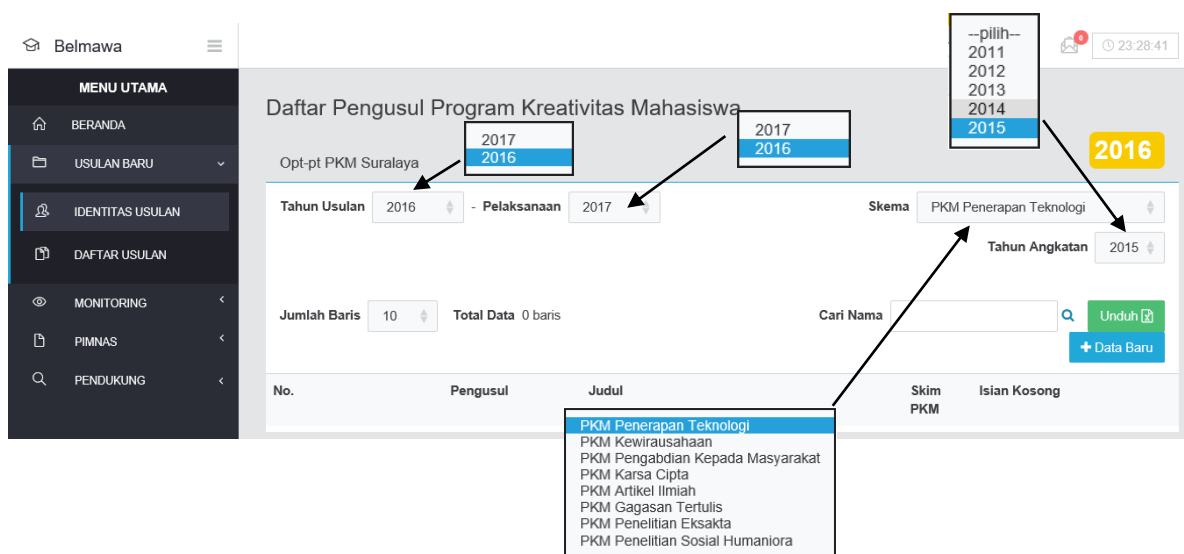 Belmawa
--pilih--
2011
2012
2013
2014
2015
0
23:28:41
MENU UTAMA
BERANDA
USULAN BARU
IDENTITAS USULAN
DAFTAR USULAN
MONITORING
PIMNAS
PENDUKUNG
Daftar Pengusul Program Kreativitas Mahasiswa
2017
2016
2017
2016
2016
Opt-pt PKM Suralaya
Tahun Usulan 2016 - Pelaksanaan 2017 Skema PKM Penerapan Teknologi
Tahun Angkatan 2015
Jumlah Baris 10 Total Data 0 baris Cari Nama Unduh
+ Data Baru
No. Pengusul Judul Skim PKM Isian Kosong
PKM Penerapan Teknologi
PKM Kewirausahaan
PKM Pengabdian Kepada Masyarakat
PKM Karsa Cipta
PKM Artikel Ilmiah
PKM Gagasan Tertulis
PKM Penelitian Eksakta
PKM Penelitian Sosial Humaniora